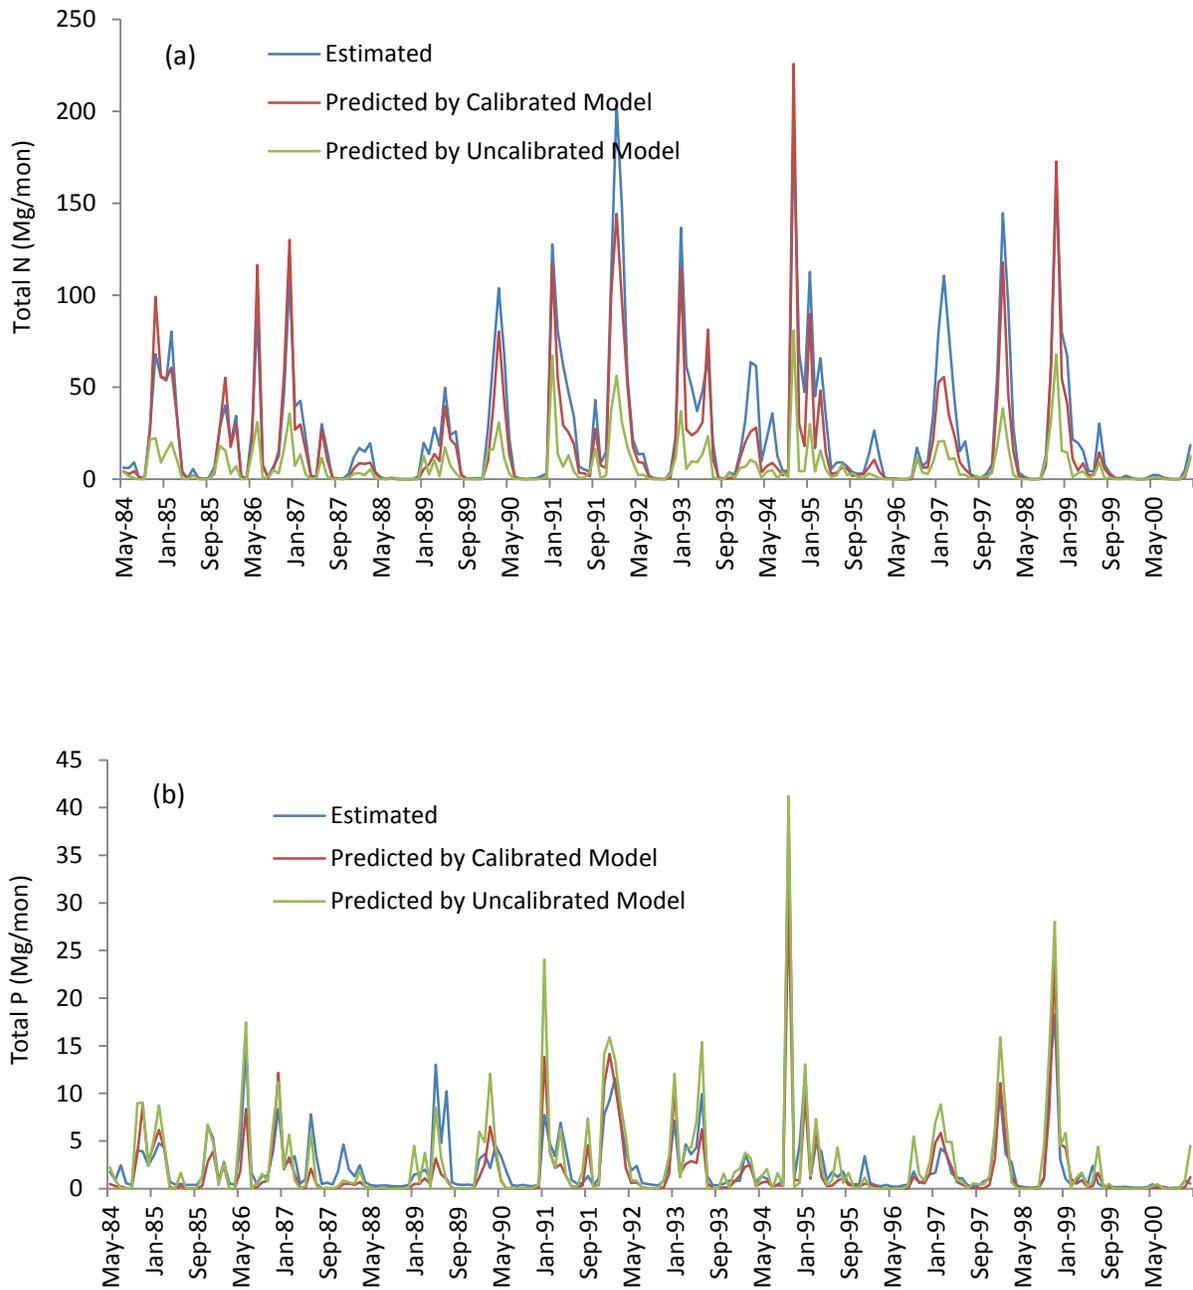 250
(a)
Estimated
200
Predicted by Calibrated Model
Predicted by Uncalibrated Model
150
Total N (Mg/mon)
100
50
0
May-84
Jan-85
Sep-85
May-86
Jan-87
Sep-87
May-88
Jan-89
Sep-89
May-90
Jan-91
Sep-91
May-92
Jan-93
Sep-93
May-94
Jan-95
Sep-95
May-96
Jan-97
Sep-97
May-98
Jan-99
Sep-99
May-00
45
(b)
40
Estimated
35
Predicted by Calibrated Model
30
Predicted by Uncalibrated Model
25
Total P (Mg/mon)
20
15
10
5
0
May-84
Jan-85
Sep-85
May-86
Jan-87
Sep-87
May-88
Jan-89
Sep-89
May-90
Jan-91
Sep-91
May-92
Jan-93
Sep-93
May-94
Jan-95
Sep-95
May-96
Jan-97
Sep-97
May-98
Jan-99
Sep-99
May-00